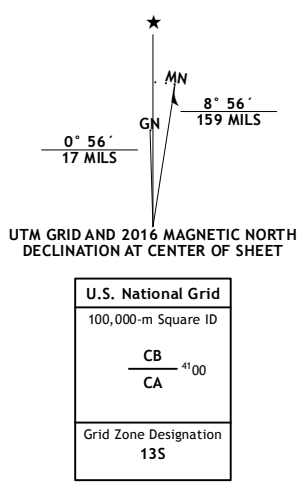 ★
MN
GN
8° 56´
159 MILS
0° 56´
17 MILS
UTM GRID AND 2016 MAGNETIC NORTH
DECLINATION AT CENTER OF SHEET
U.S. National Grid
100,000-m Square ID
CB
4100
CA
Grid Zone Designation
13S